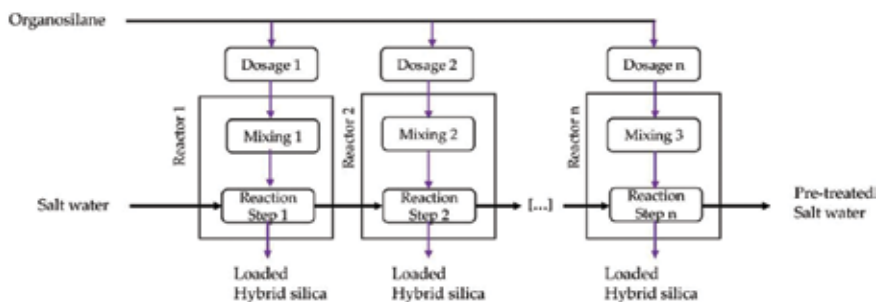 Organosilane
Dosage 1
Dosage 2
Dosage n
Reactor 1
Reactor 2
Reactor n
Mixing 1
Mixing 2
Mixing 3
Salt water
Reaction
Step 1
Reaction
Step 2
[...]
Reaction
Step n
Pre-treated
Salt water
Loaded
Hybrid silica
Loaded
Hybrid silica
Loaded
Hybrid silica